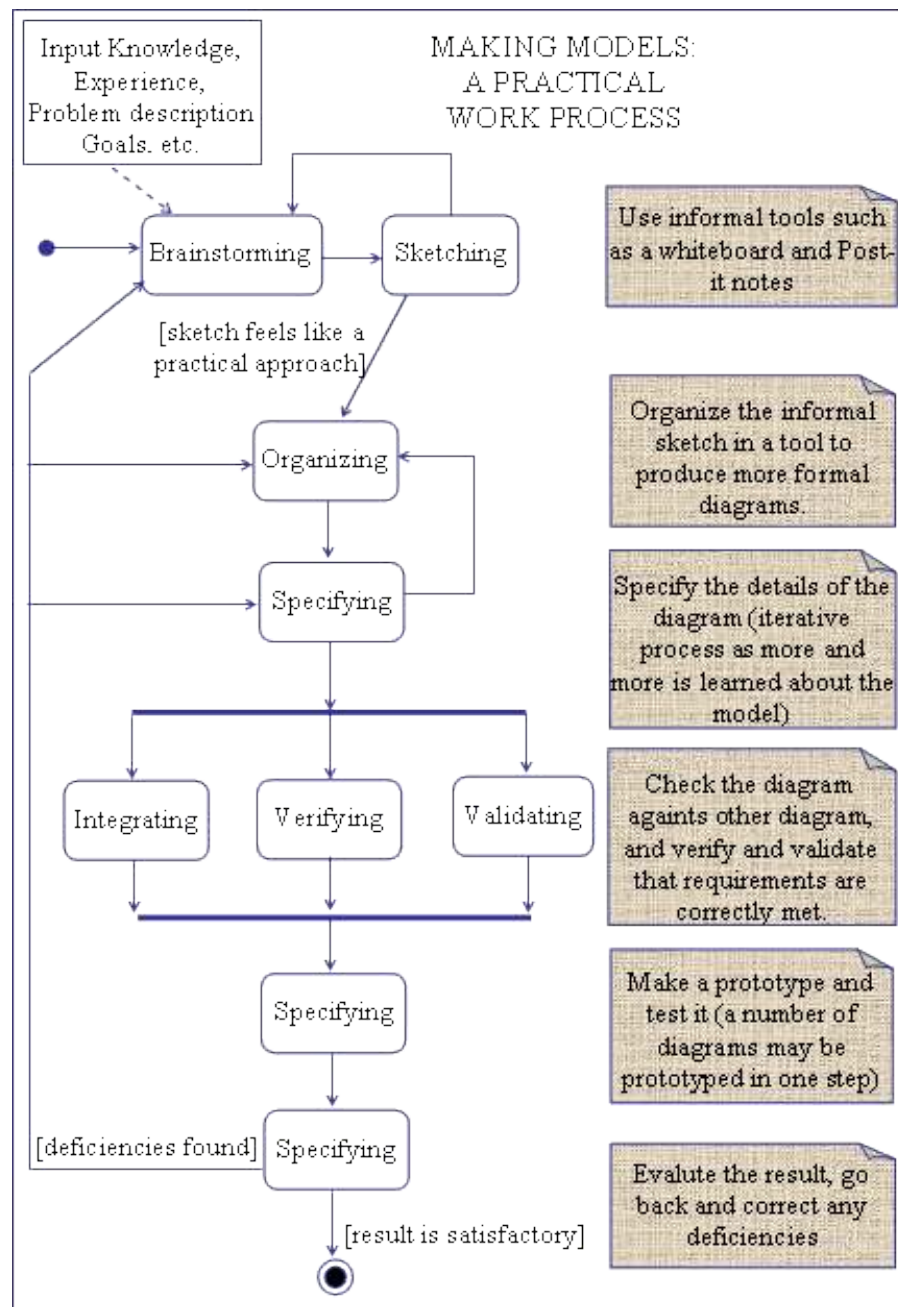 Input Knowledge,
Experience,
Problem description
Goals. etc.
MAKING MODELS:
A PRACTICAL
WORK PROCESS
Brainstorming
Sketching
Use informal tools such
as a whiteboard and Post-
it notes
[sketch feels like a
practical approach]
Organizing
Organize the informal
sketch in a tool to
produce more formal
diagrams.
Specifying
Specify the details of the
diagram (iterative
process as more and
more is learned about the
model)
Integrating
Verifying
Validating
Check the diagram
againts other diagram,
and verify and validate
that requirements are
correctly met.
Specifying
Make a prototype and
test it (a number of
diagrams may be
prototyped in one step)
[deficiencies found]
Specifying
Evalute the result, go
back and correct any
deficiencies
[result is satisfactory]